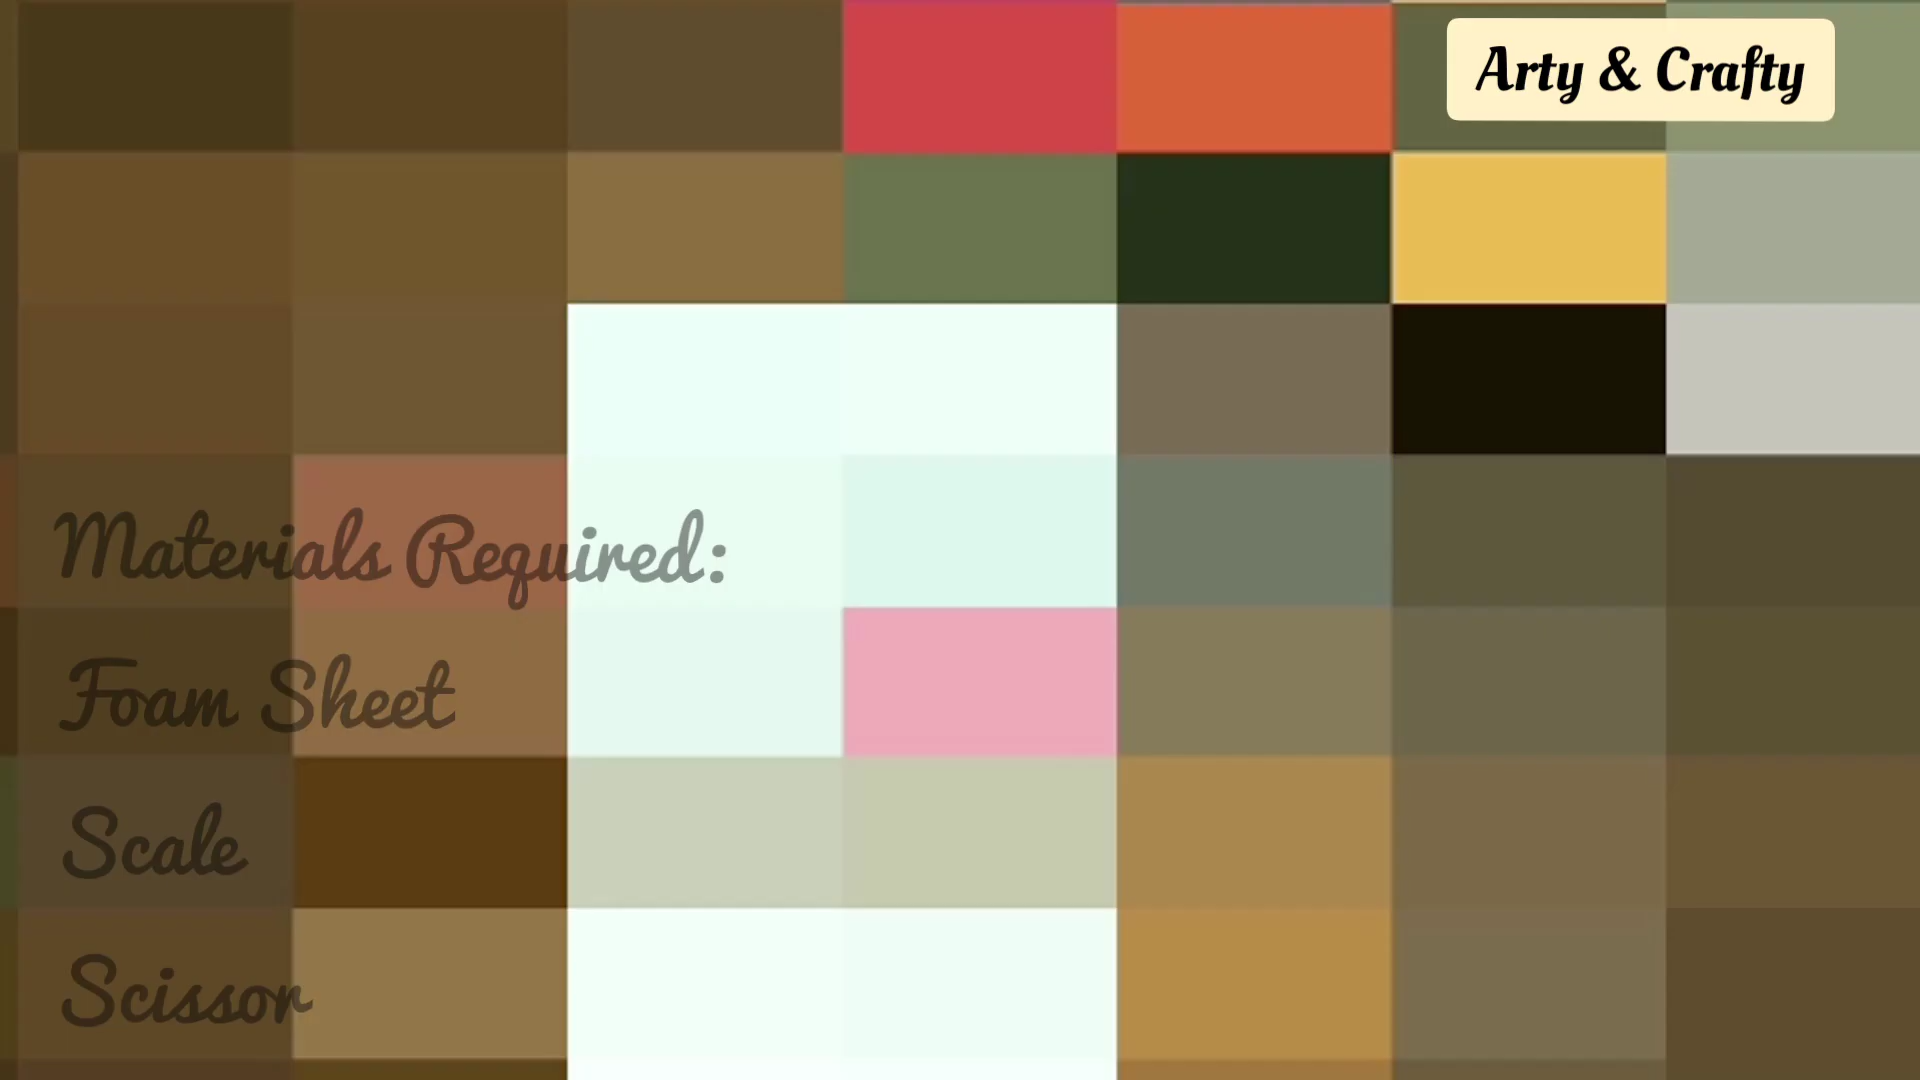 Arty & Crafty
Materials Required:
Foam Sheet
Scale
Scissor